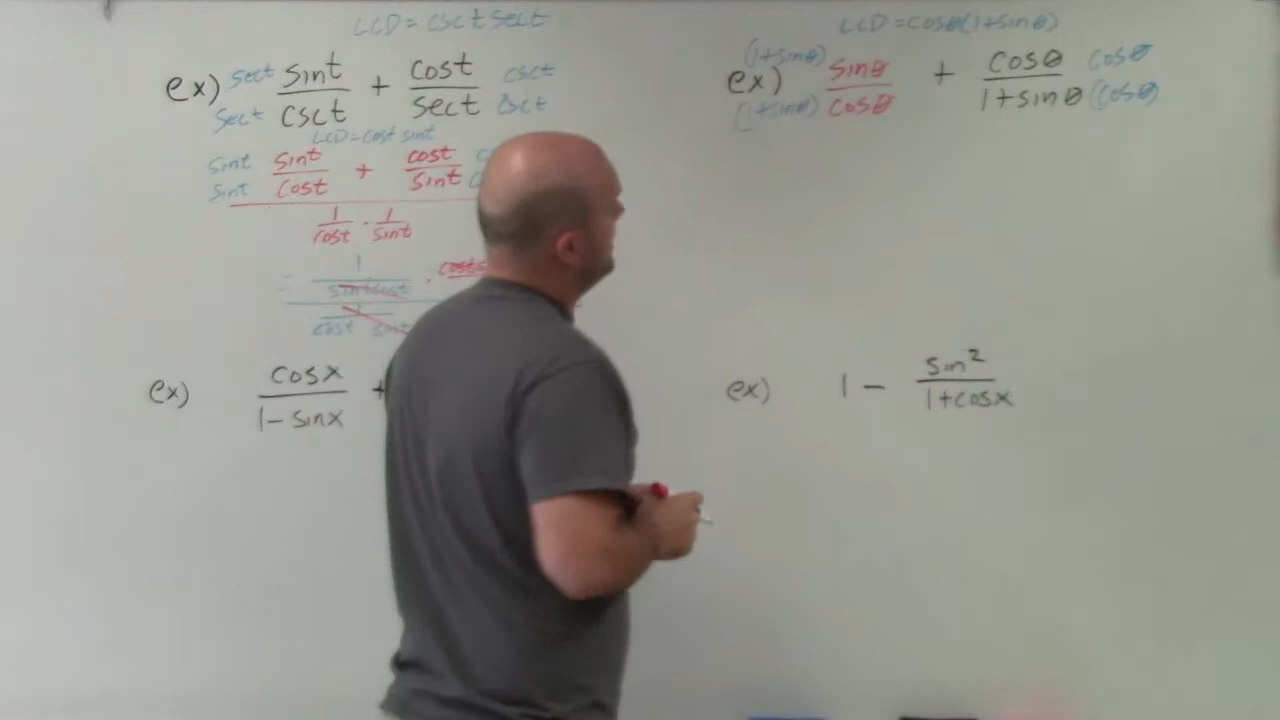 LCD = csct sect
ex) sect sint/csct + cost/sect csct
sect csct
LCD = cost sint
sint sint/cost + cost/sint
sint
1/cost · 1/sint
= 1/sintcost · cost
1/cost sint
ex) cosx/1-sinx +
LCD = cosθ(1+sinθ)
ex) (1+sinθ) sinθ/cosθ + cosθ/1+sinθ cosθ
(1+sinθ) (cosθ)
ex) 1 - sin²/1+cosx